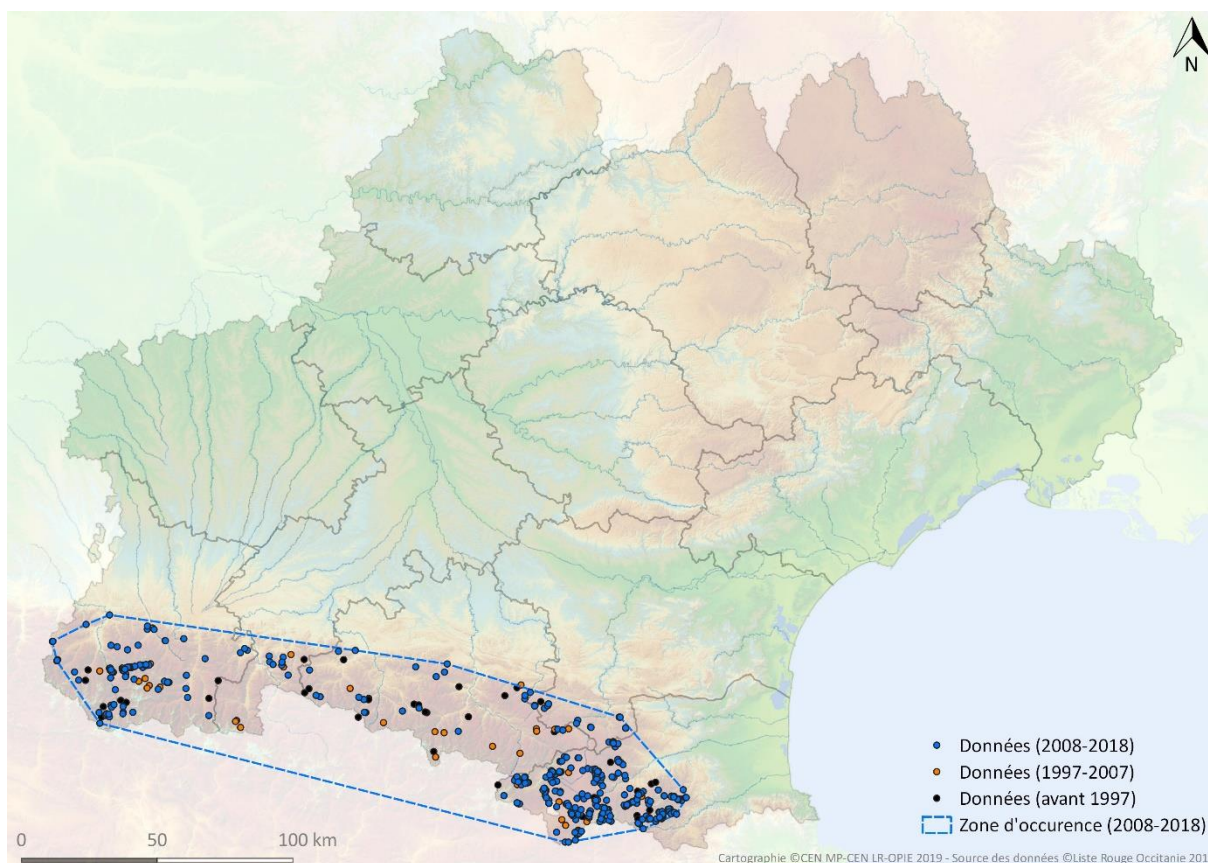 N
Données (2008-2018)
Données (1997-2007)
Données (avant 1997)
Zone d'occurence (2008-2018)
0 50 100 km
Cartographie ©CEN MP-CEN LR-OPIE 2019 - Source des données ©Liste Rouge Occitanie 201